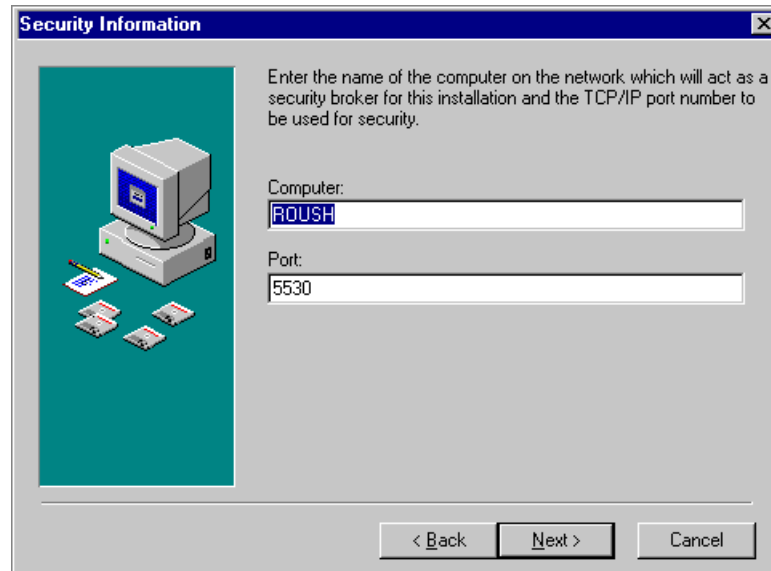 Security Information
Enter the name of the computer on the network which will act as a
security broker for this installation and the TCP/IP port number to
be used for security.
Computer:
ROUSH
Port:
5530
< Back
Next >
Cancel